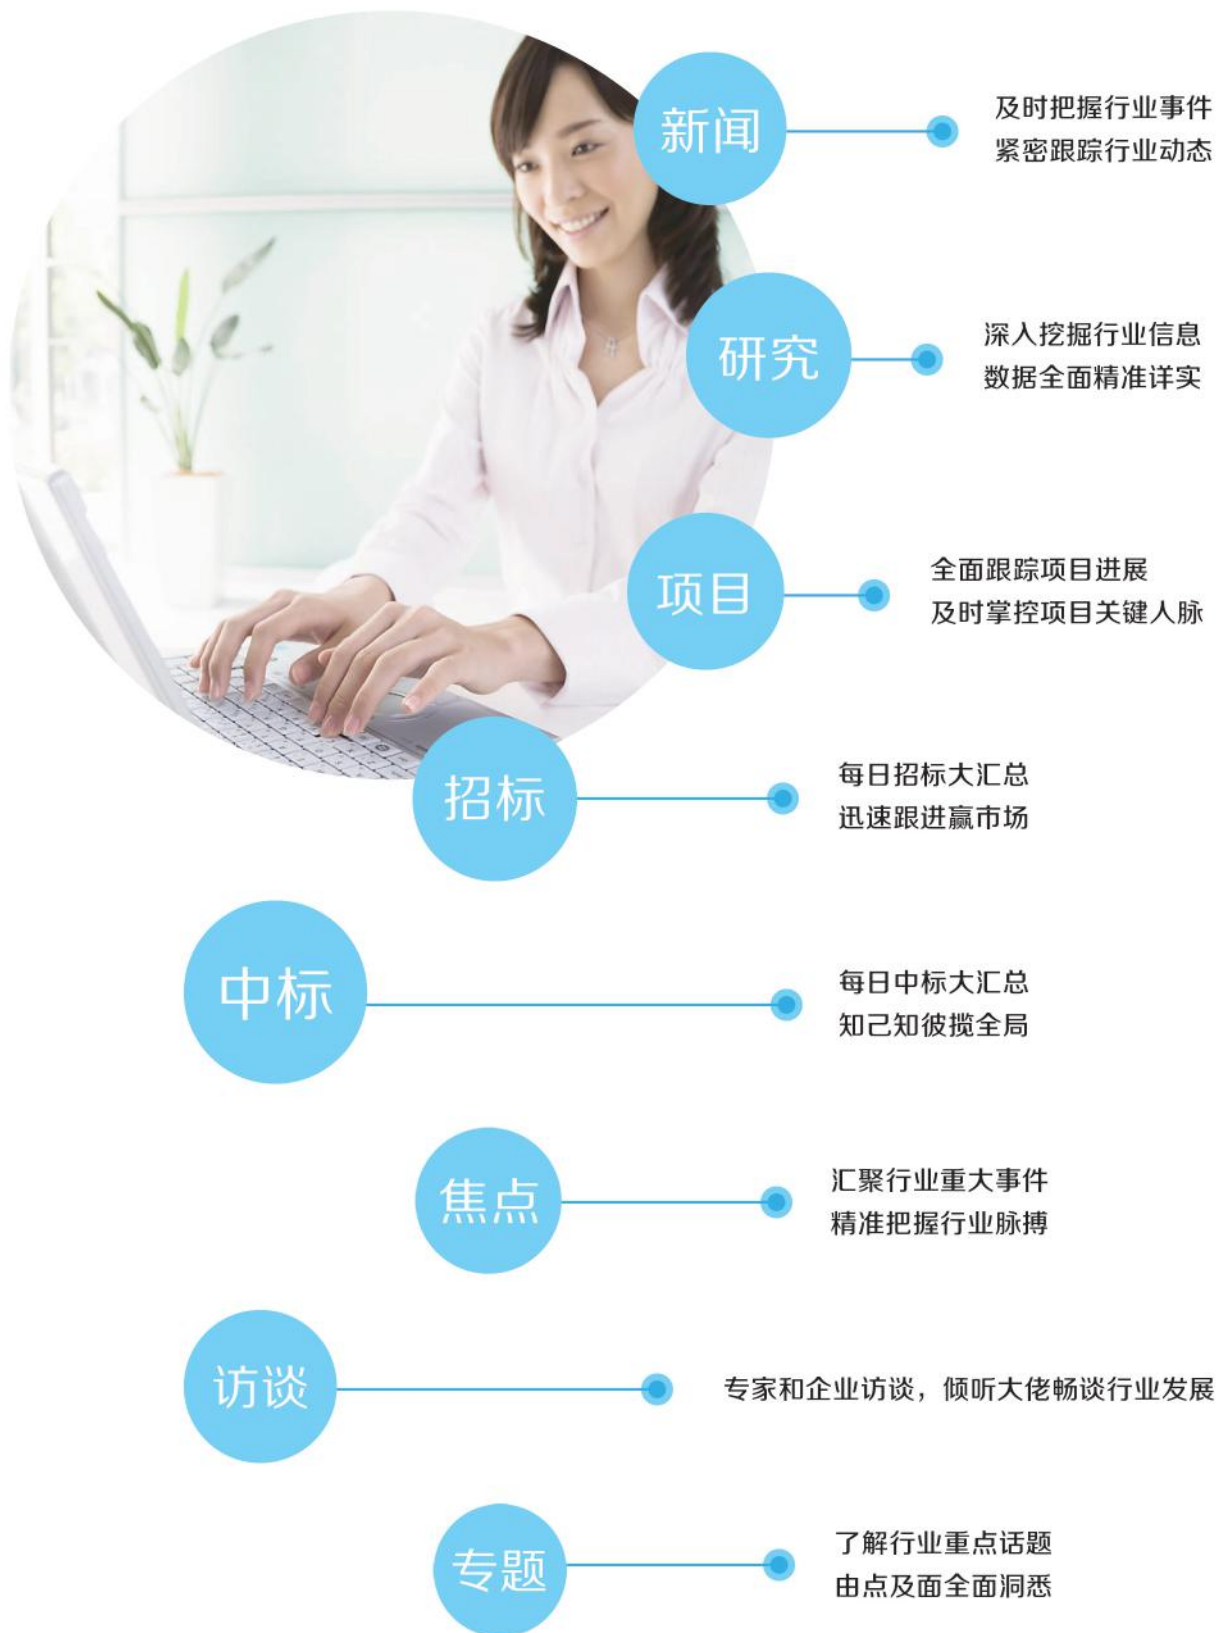 新闻
及时把握行业事件
紧密跟踪行业动态
研究
深入挖掘行业信息
数据全面精准详实
项目
全面跟踪项目进展
及时掌控项目关键人脉
招标
每日招标大汇总
迅速跟进赢市场
中标
每日中标大汇总
知己知彼揽全局
焦点
汇聚行业重大事件
精准把握行业脉搏
访谈
专家和企业访谈，倾听大佬畅谈行业发展
专题
了解行业重点话题
由点及面全面洞悉